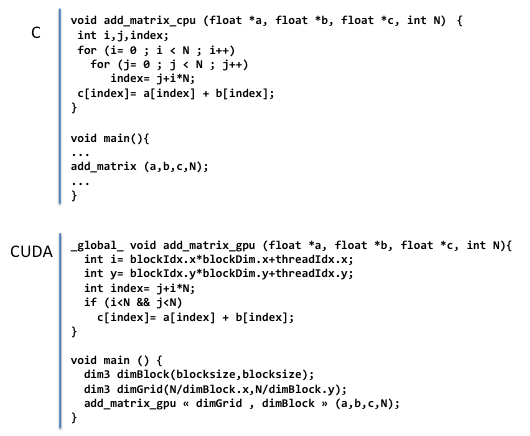 C
void add_matrix_cpu (float *a, float *b, float *c, int N) {
int i,j,index;
for (i= 0 ; i < N ; i++)
for (j= 0 ; j < N ; j++)
index= j+i*N;
c[index]= a[index] + b[index];
}
void main(){
...
add_matrix (a,b,c,N);
...
}
CUDA
_global_ void add_matrix_gpu (float *a, float *b, float *c, int N){
int i= blockIdx.x*blockDim.x+threadIdx.x;
int y= blockIdx.y*blockDim.y+threadIdx.y;
int index= j+i*N;
if (i<N && j<N)
c[index]= a[index] + b[index];
}
void main () {
dim3 dimBlock(blocksize,blocksize);
dim3 dimGrid(N/dimBlock.x,N/dimBlock.y);
add_matrix_gpu « dimGrid , dimBlock » (a,b,c,N);
}